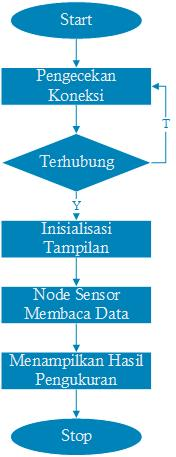 Start
Pengecekan
Koneksi
T
Terhubung
Y
Inisialisasi
Tampilan
Node Sensor
Membaca Data
Menampilkan Hasil
Pengukuran
Stop